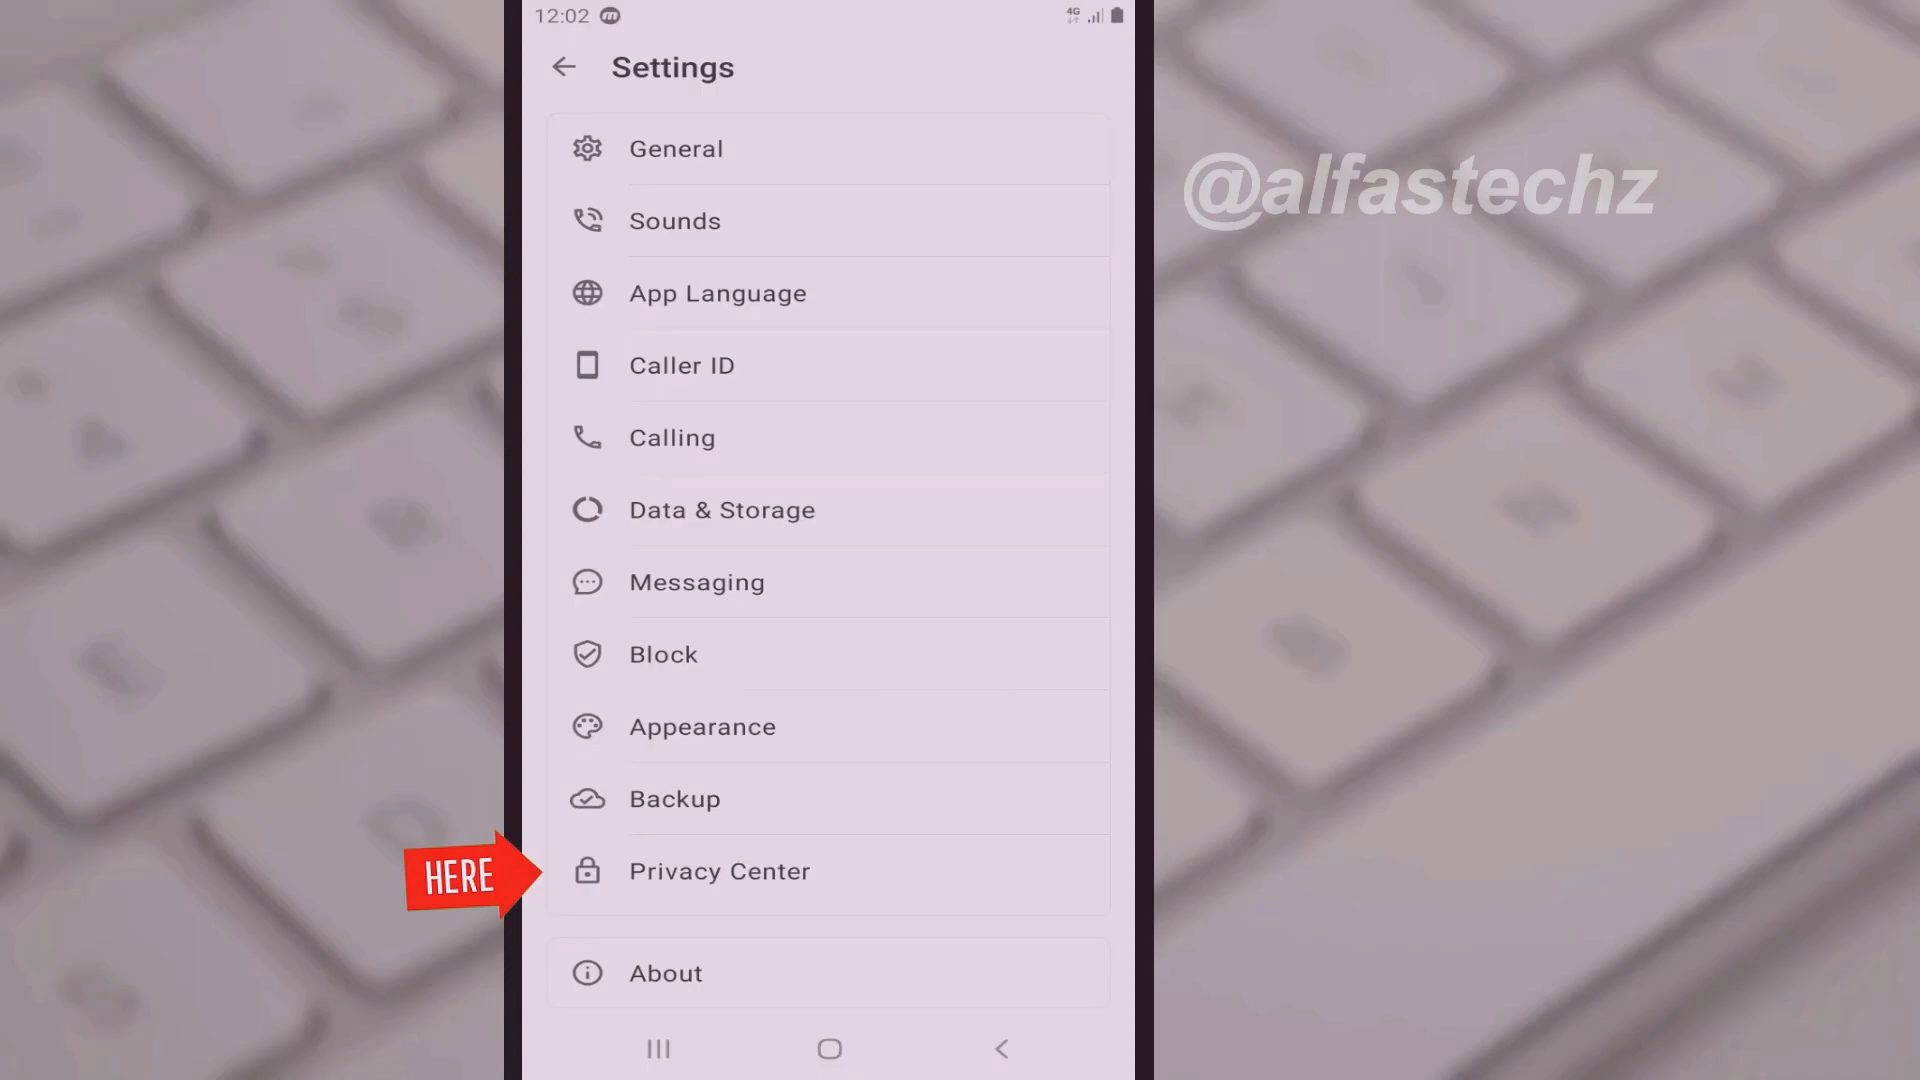 12:02
4G
Settings
General
Sounds
@alfastechz
App Language
Caller ID
Calling
Data & Storage
Messaging
Block
Appearance
Backup
HERE
Privacy Center
About